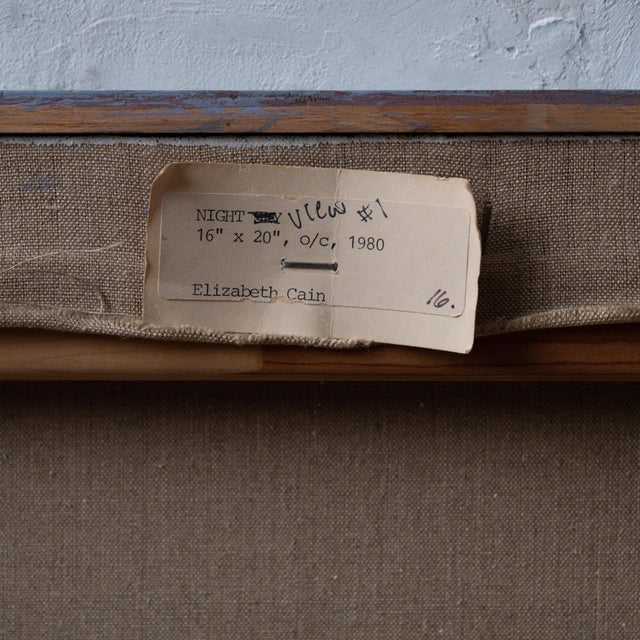 NIGHT View #1
16" x 20", o/c, 1980
Elizabeth Cain
16.